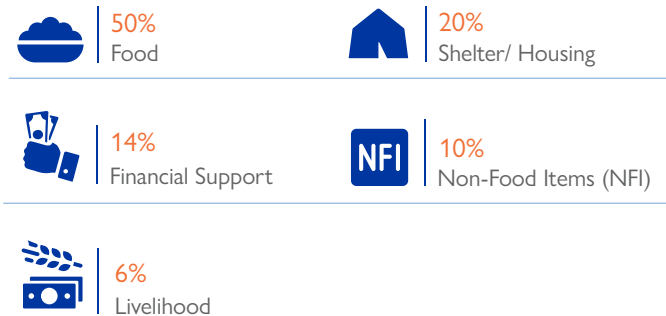 50%
Food
20%
Shelter/ Housing
14%
Financial Support
NFI
10%
Non-Food Items (NFI)
6%
Livelihood